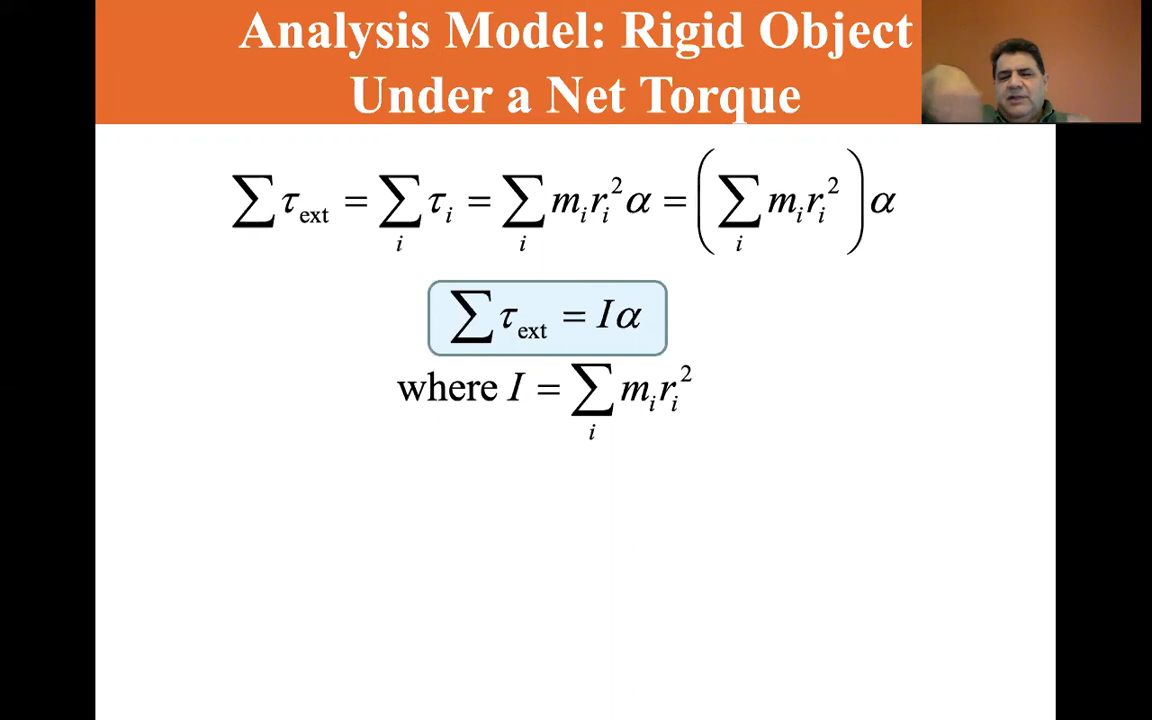 Analysis Model: Rigid Object
Under a Net Torque
∑ τ_ext = ∑_i τ_i = ∑_i m_i r_i² α = (∑_i m_i r_i²) α
∑ τ_ext = Iα
where I = ∑_i m_i r_i²